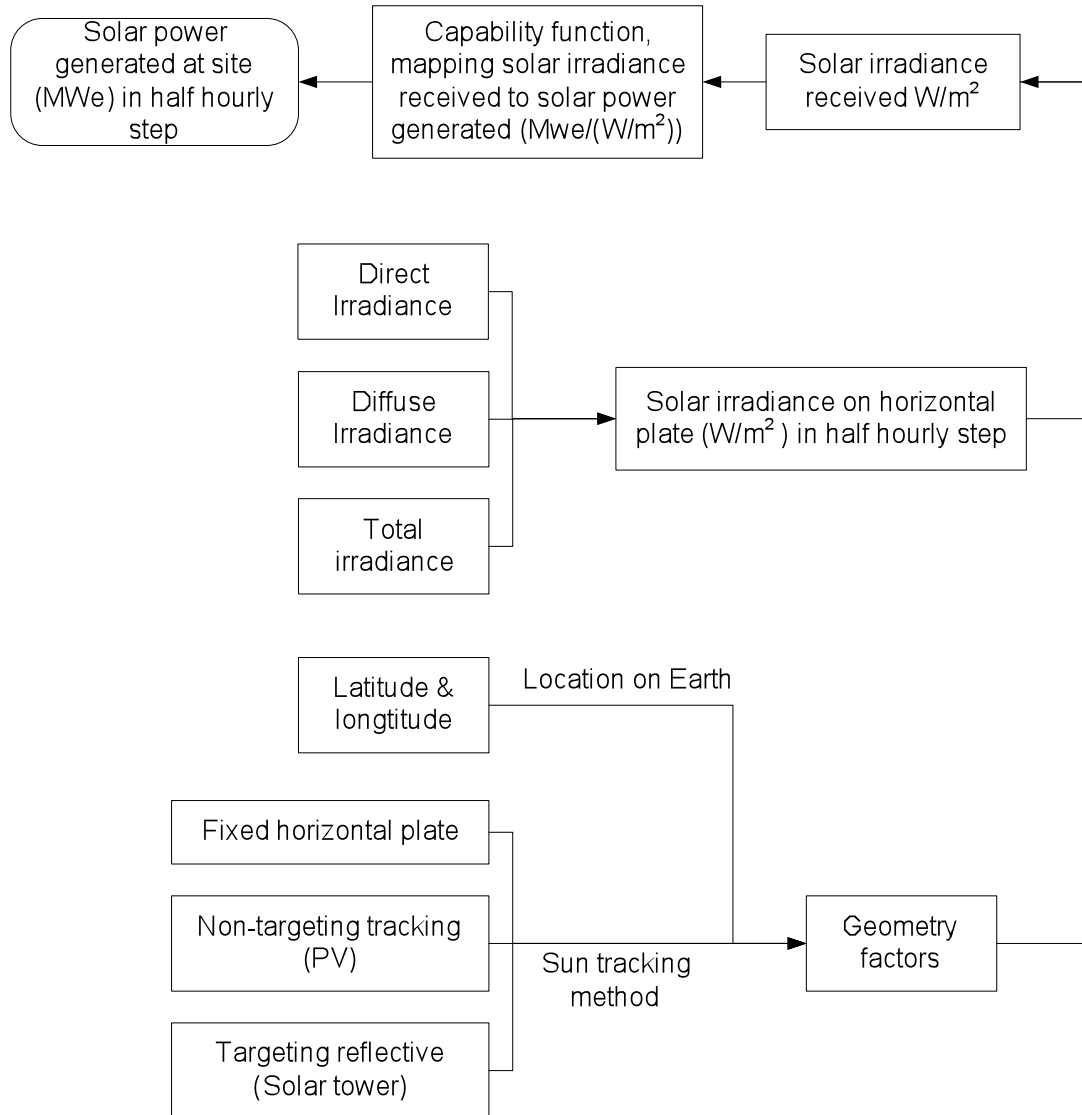 Solar power
generated at site
(MWe) in half hourly
step
Capability function,
mapping solar irradiance
received to solar power
generated (Mwe/(W/m²))
Solar irradiance
received W/m²
Direct
Irradiance
Diffuse
Irradiance
Total
irradiance
Solar irradiance on horizontal
plate (W/m² ) in half hourly step
Latitude &
longtitude
Location on Earth
Fixed horizontal plate
Non-targeting tracking
(PV)
Targeting reflective
(Solar tower)
Sun tracking
method
Geometry
factors